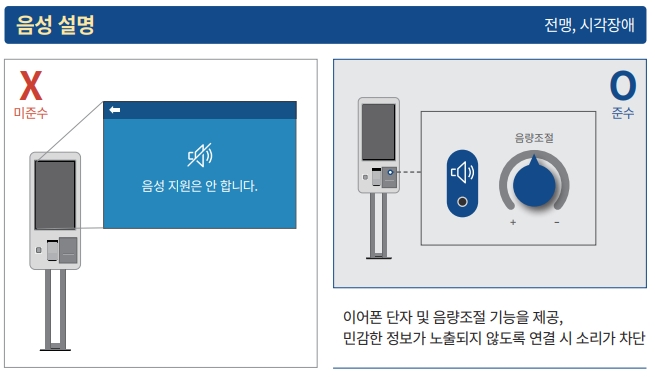 음성 설명
전맹, 시각장애
X
미준수
음성 지원은 안 합니다.
O
준수
음량조절
+ -
이어폰 단자 및 음량조절 기능을 제공,
민감한 정보가 노출되지 않도록 연결 시 소리가 차단